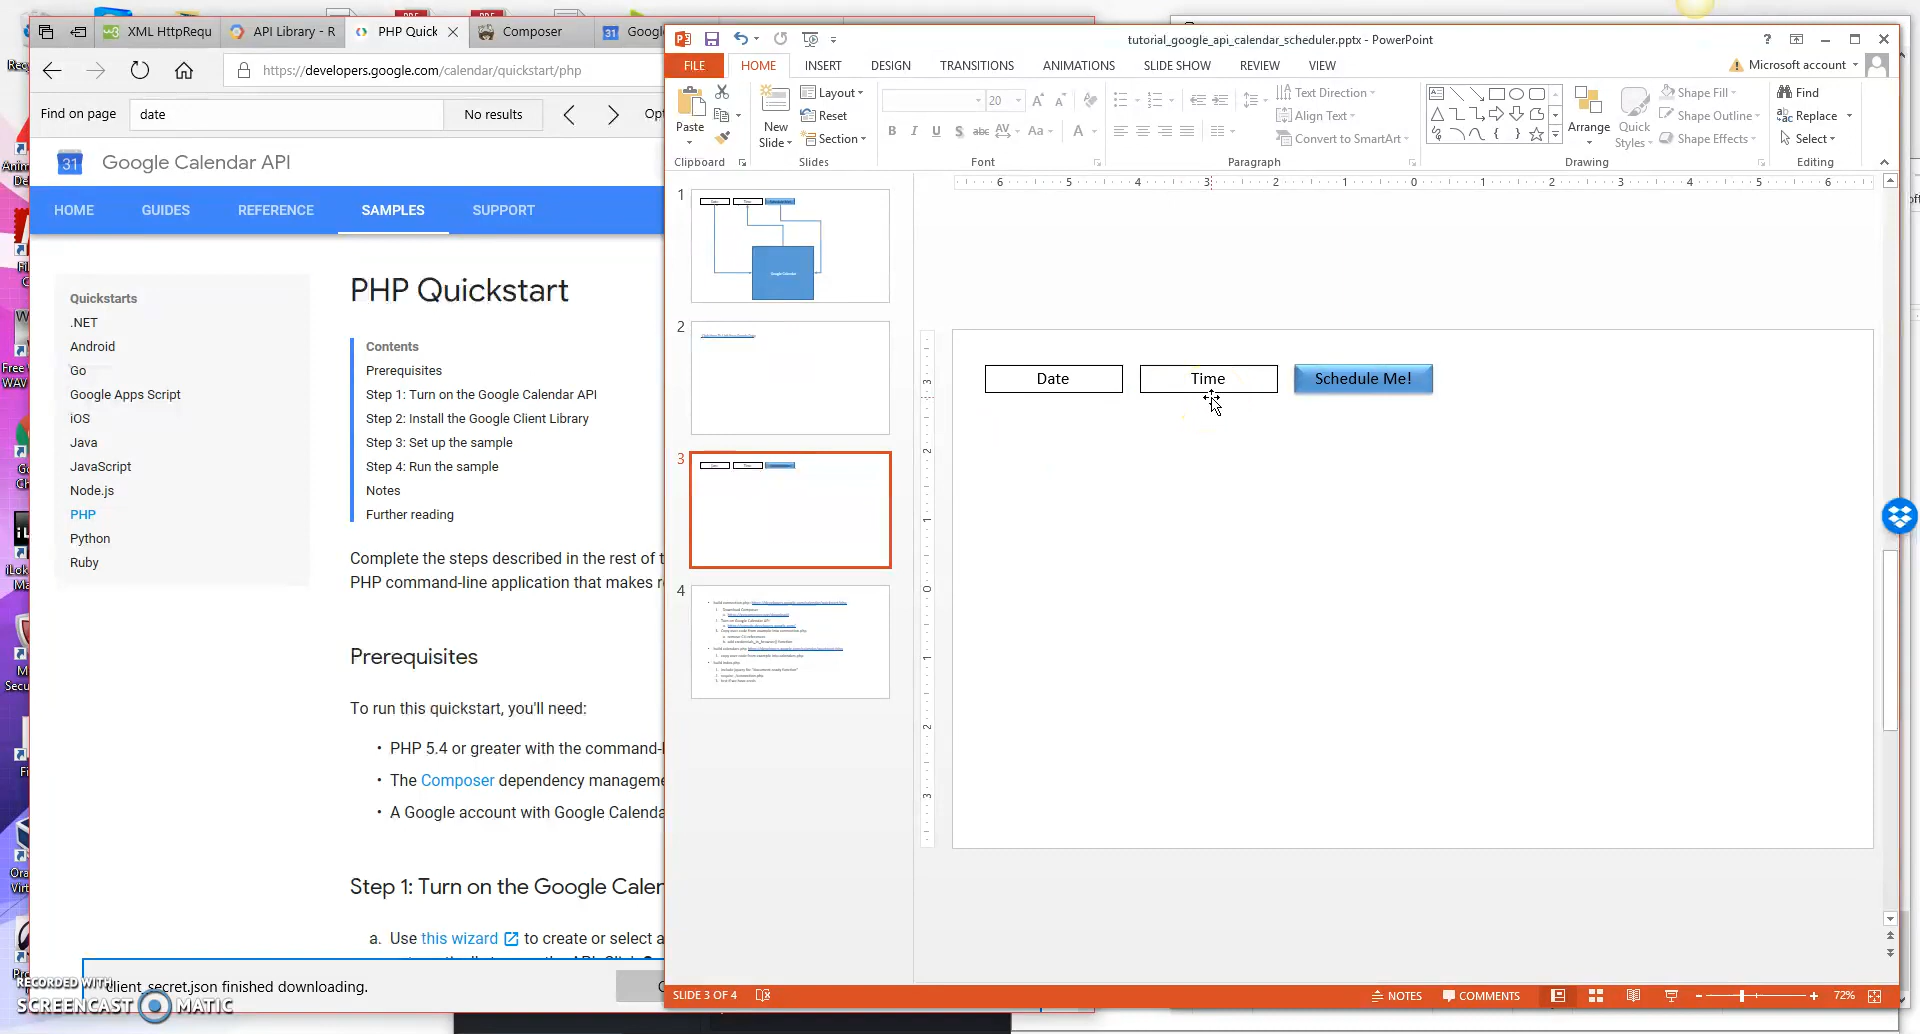 XML HttpRequ
API Library - R
PHP Quick
Composer
https://developers.google.com/calendar/quickstart/php
Find on page
date
No results
Google Calendar API
HOME
GUIDES
REFERENCE
SAMPLES
SUPPORT
Quickstarts
.NET
Android
Go
Google Apps Script
iOS
Java
JavaScript
Node.js
PHP
Python
Ruby
PHP Quickstart
Contents
Prerequisites
Step 1: Turn on the Google Calendar API
Step 2: Install the Google Client Library
Step 3: Set up the sample
Step 4: Run the sample
Notes
Further reading
Complete the steps described in the rest of t
PHP command-line application that makes re
Prerequisites
To run this quickstart, you'll need:
• PHP 5.4 or greater with the command-l
• The Composer dependency manageme
• A Google account with Google Calenda
Step 1: Turn on the Google Calen
a. Use this wizard to create or select a
client_secret.json finished downloading.
RECORDED WITH
SCREENCAST MATIC
tutorial_google_api_calendar_scheduler.pptx - PowerPoint
FILE
HOME
INSERT
DESIGN
TRANSITIONS
ANIMATIONS
SLIDE SHOW
REVIEW
VIEW
Microsoft account
Paste
Clipboard
New
Slide
Layout
Reset
Section
Slides
20
Font
Text Direction
Align Text
Convert to SmartArt
Paragraph
Arrange
Quick
Styles
Shape Fill
Shape Outline
Shape Effects
Drawing
Find
Replace
Select
Editing
1
2
3
4
Google Calendar
Date
Time
Schedule Me!
SLIDE 3 OF 4
NOTES
COMMENTS
72%